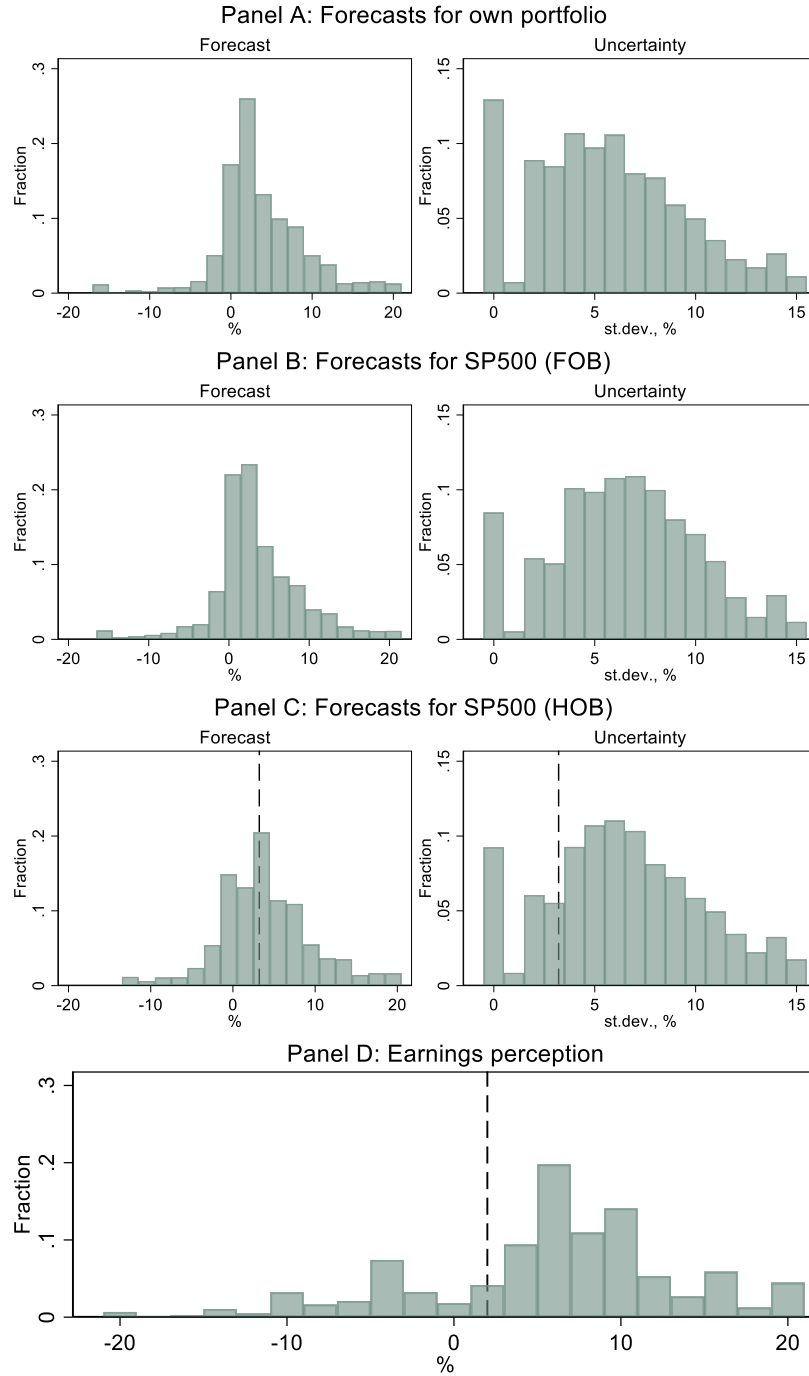 Panel A: Forecasts for own portfolio
Forecast
Uncertainty
Fraction
0 .1 .2 .3
-20 -10 0 10 20
%
Fraction
0 .05 .1 .15
0 5 10 15
st.dev., %
Panel B: Forecasts for SP500 (FOB)
Forecast
Uncertainty
Fraction
0 .1 .2 .3
-20 -10 0 10 20
%
Fraction
0 .05 .1 .15
0 5 10 15
st.dev., %
Panel C: Forecasts for SP500 (HOB)
Forecast
Uncertainty
Fraction
0 .1 .2 .3
-20 -10 0 10 20
%
Fraction
0 .05 .1 .15
0 5 10 15
st.dev., %
Panel D: Earnings perception
Fraction
0 .1 .2 .3
-20 -10 0 10 20
%